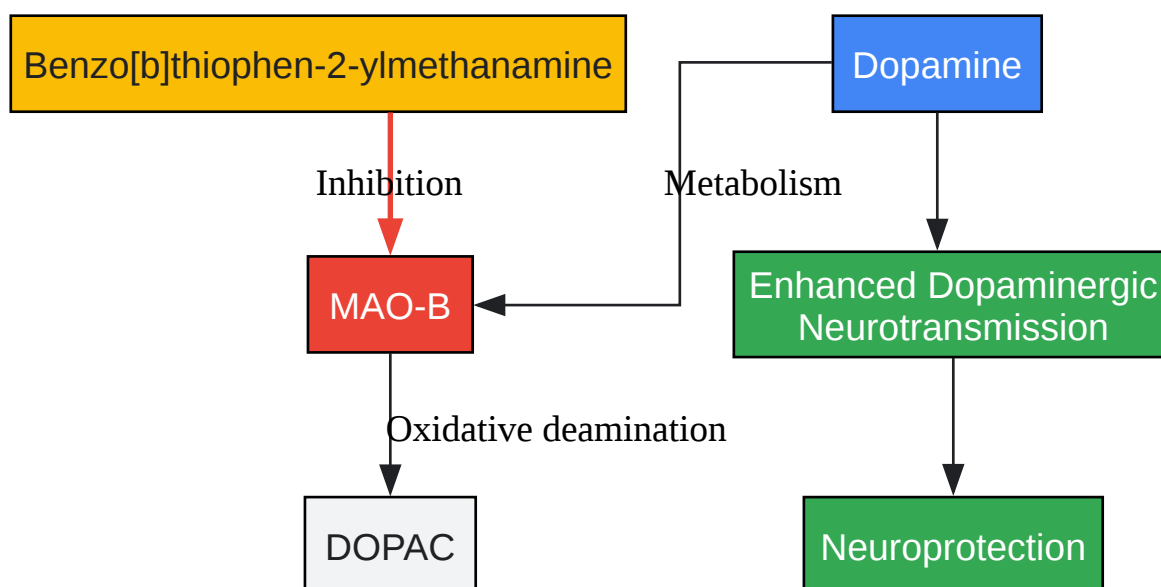 Benzo[b]thiophen-2-ylmethanamine
Dopamine
Inhibition
Metabolism
MAO-B
Enhanced Dopaminergic
Neurotransmission
Oxidative deamination
DOPAC
Neuroprotection